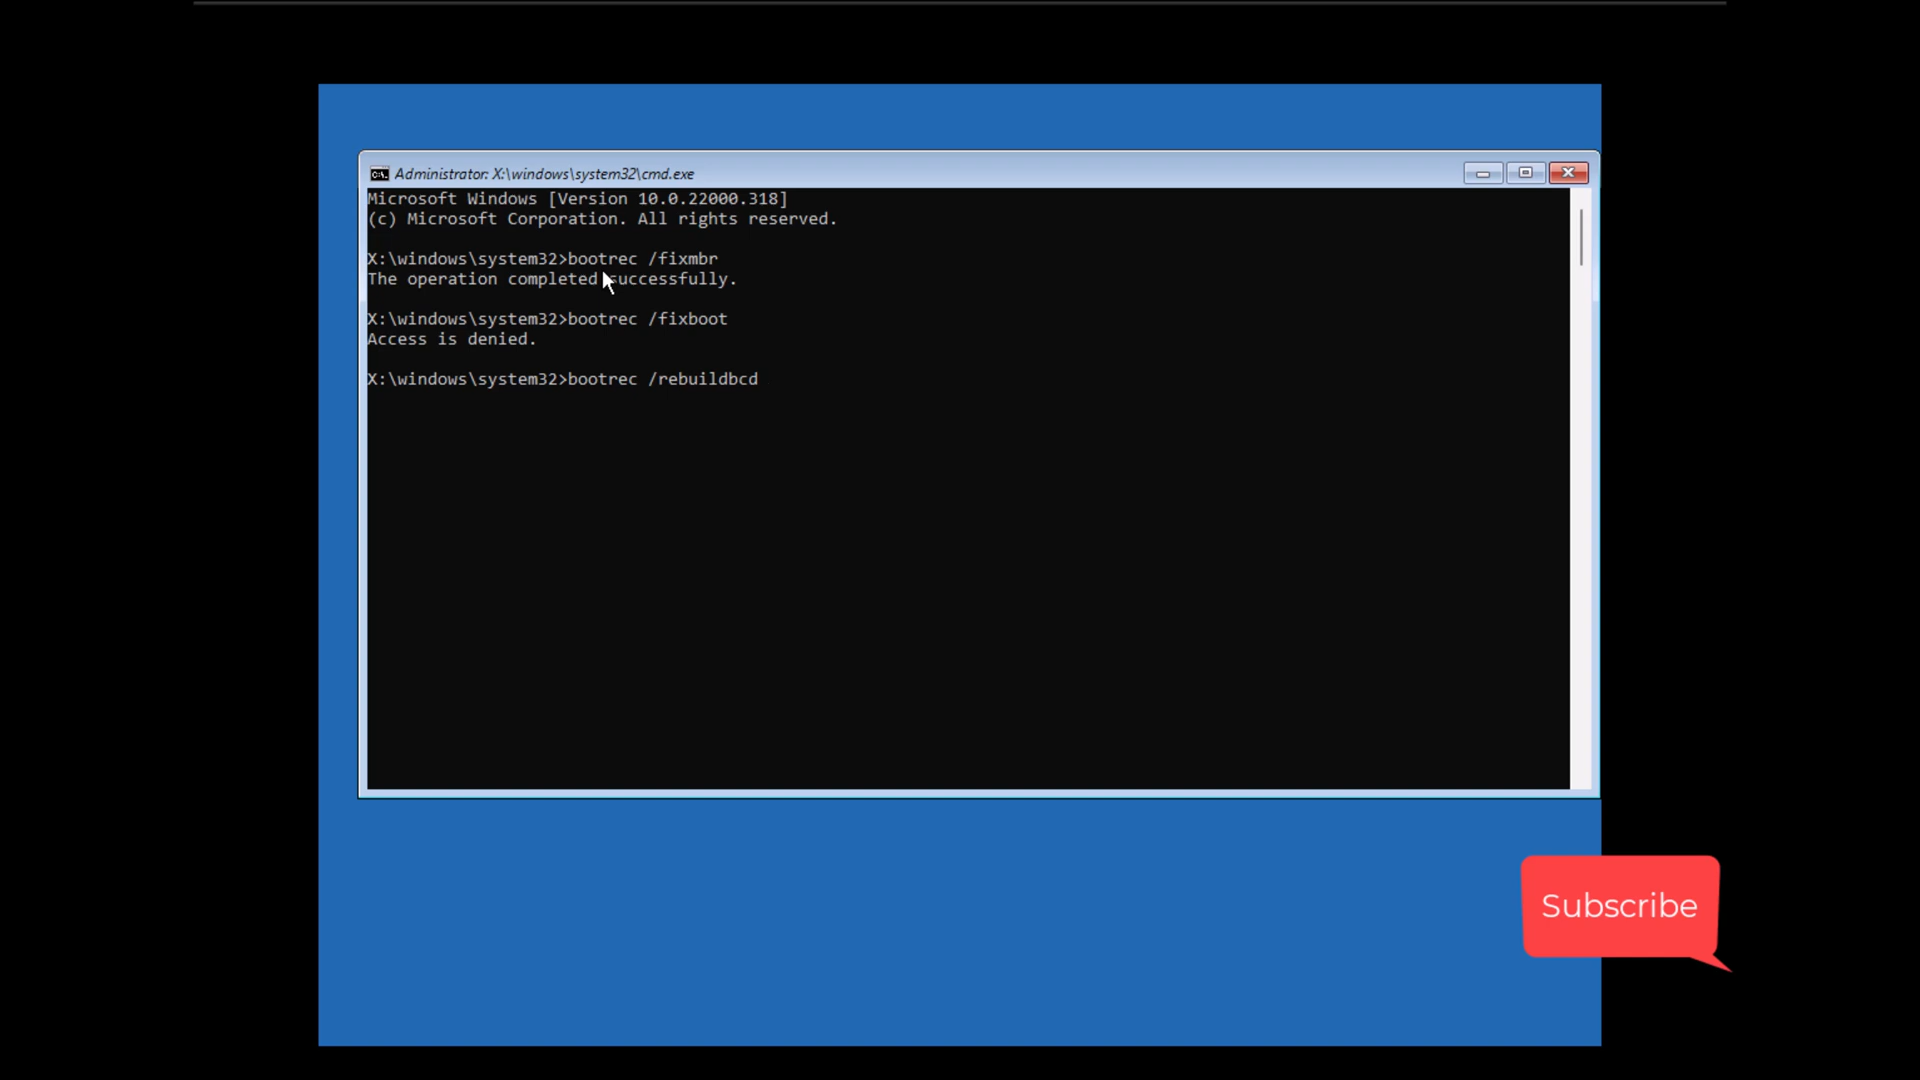 Administrator: X:\windows\system32\cmd.exe
Microsoft Windows [Version 10.0.22000.318]
(c) Microsoft Corporation. All rights reserved.
X:\windows\system32>bootrec /fixmbr
The operation completed successfully.
X:\windows\system32>bootrec /fixboot
Access is denied.
X:\windows\system32>bootrec /rebuildbcd
Subscribe